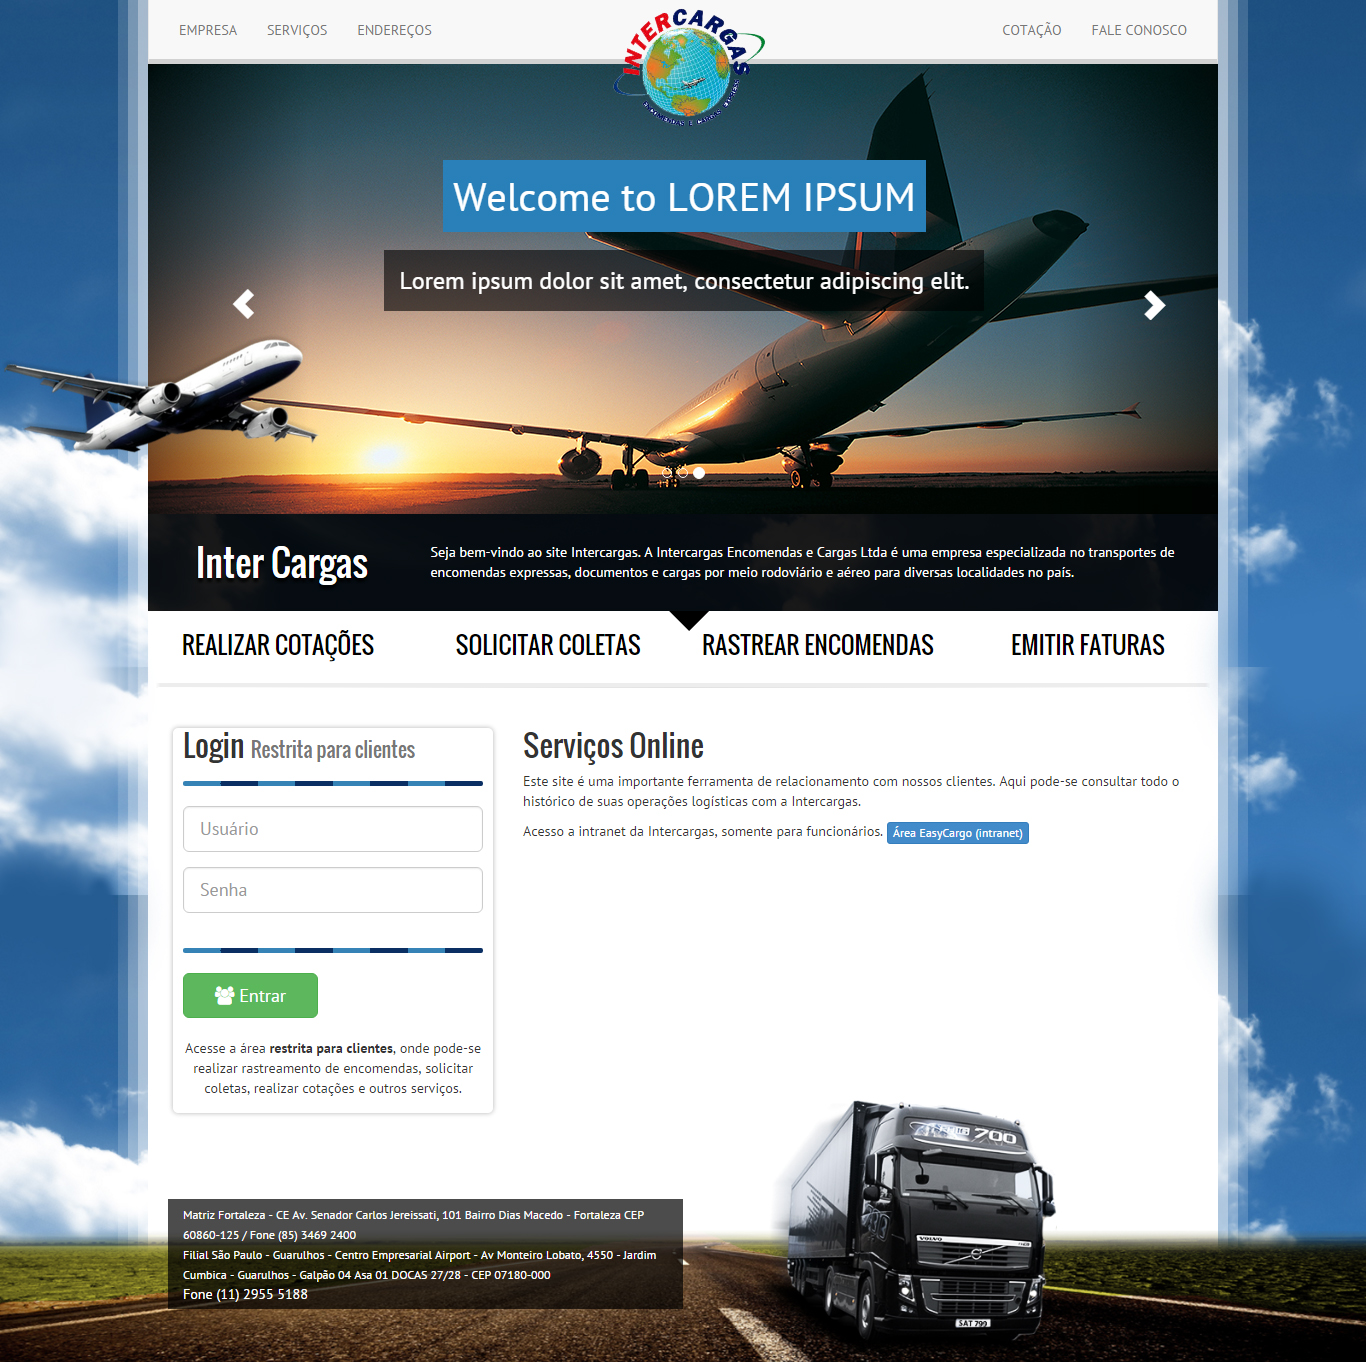 EMPRESA SERVIÇOS ENDEREÇOS
COTAÇÃO FALE CONOSCO
INTERCARGAS
ENCOMENDAS E CARGAS EXPRESS
Welcome to LOREM IPSUM
Lorem ipsum dolor sit amet, consectetur adipiscing elit.
Inter Cargas
Seja bem-vindo ao site Intercargas. A Intercargas Encomendas e Cargas Ltda é uma empresa especializada no transportes de
encomendas expressas, documentos e cargas por meio rodoviário e aéreo para diversas localidades no país.
REALIZAR COTAÇÕES SOLICITAR COLETAS RASTREAR ENCOMENDAS EMITIR FATURAS
Login Restrita para clientes
Usuário
Senha
Entrar
Acesse a área restrita para clientes, onde pode-se
realizar rastreamento de encomendas, solicitar
coletas, realizar cotações e outros serviços.
Serviços Online
Este site é uma importante ferramenta de relacionamento com nossos clientes. Aqui pode-se consultar todo o
histórico de suas operações logísticas com a Intercargas.
Acesso a intranet da Intercargas, somente para funcionários. Área EasyCargo (intranet)
700
VOLVO
SAT 799
Matriz Fortaleza - CE Av. Senador Carlos Jereissati, 101 Bairro Dias Macedo - Fortaleza CEP
60860-125 / Fone (85) 3469 2400
Filial São Paulo - Guarulhos - Centro Empresarial Airport - Av Monteiro Lobato, 4550 - Jardim
Cumbica - Guarulhos - Galpão 04 Asa 01 DOCAS 27/28 - CEP 07180-000
Fone (11) 2955 5188